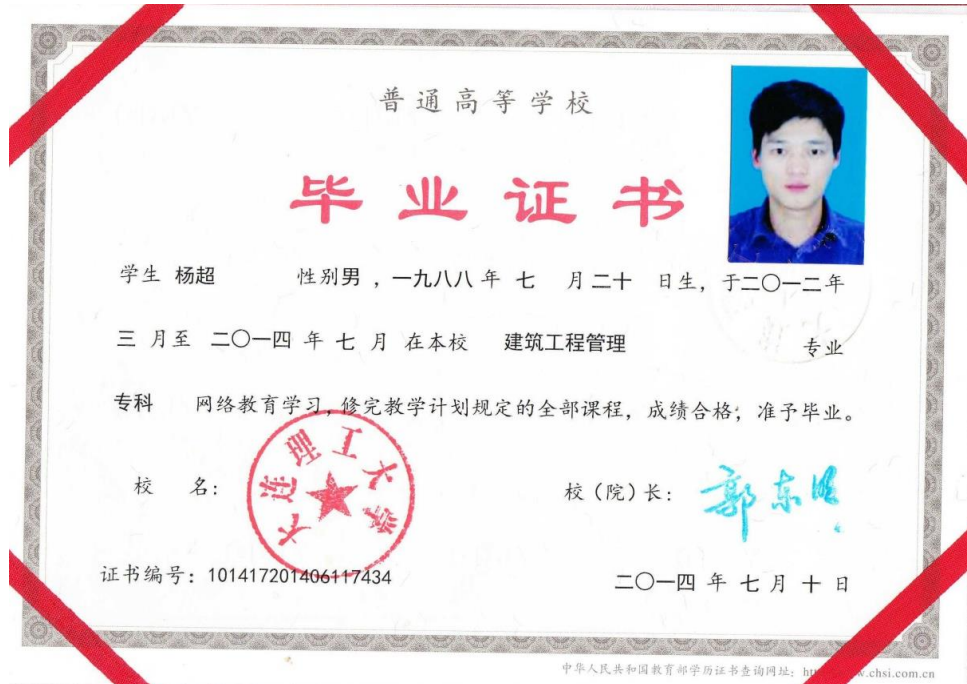 普通高等学校
毕业证书
学生 杨超 性别男 ，一九八八 年 七 月二十 日生，于二〇一二年
三 月至 二〇一四 年 七 月 在本校 建筑工程管理 专业
专科 网络教育学习，修完教学计划规定的全部课程，成绩合格，准予毕业。
校 名： 大连理工大学
校（院）长： 郭东明
证书编号：101417201406117434
二〇一四 年 七 月 十 日
中华人民共和国教育部学历证书查询网址： .chsi.com.cn